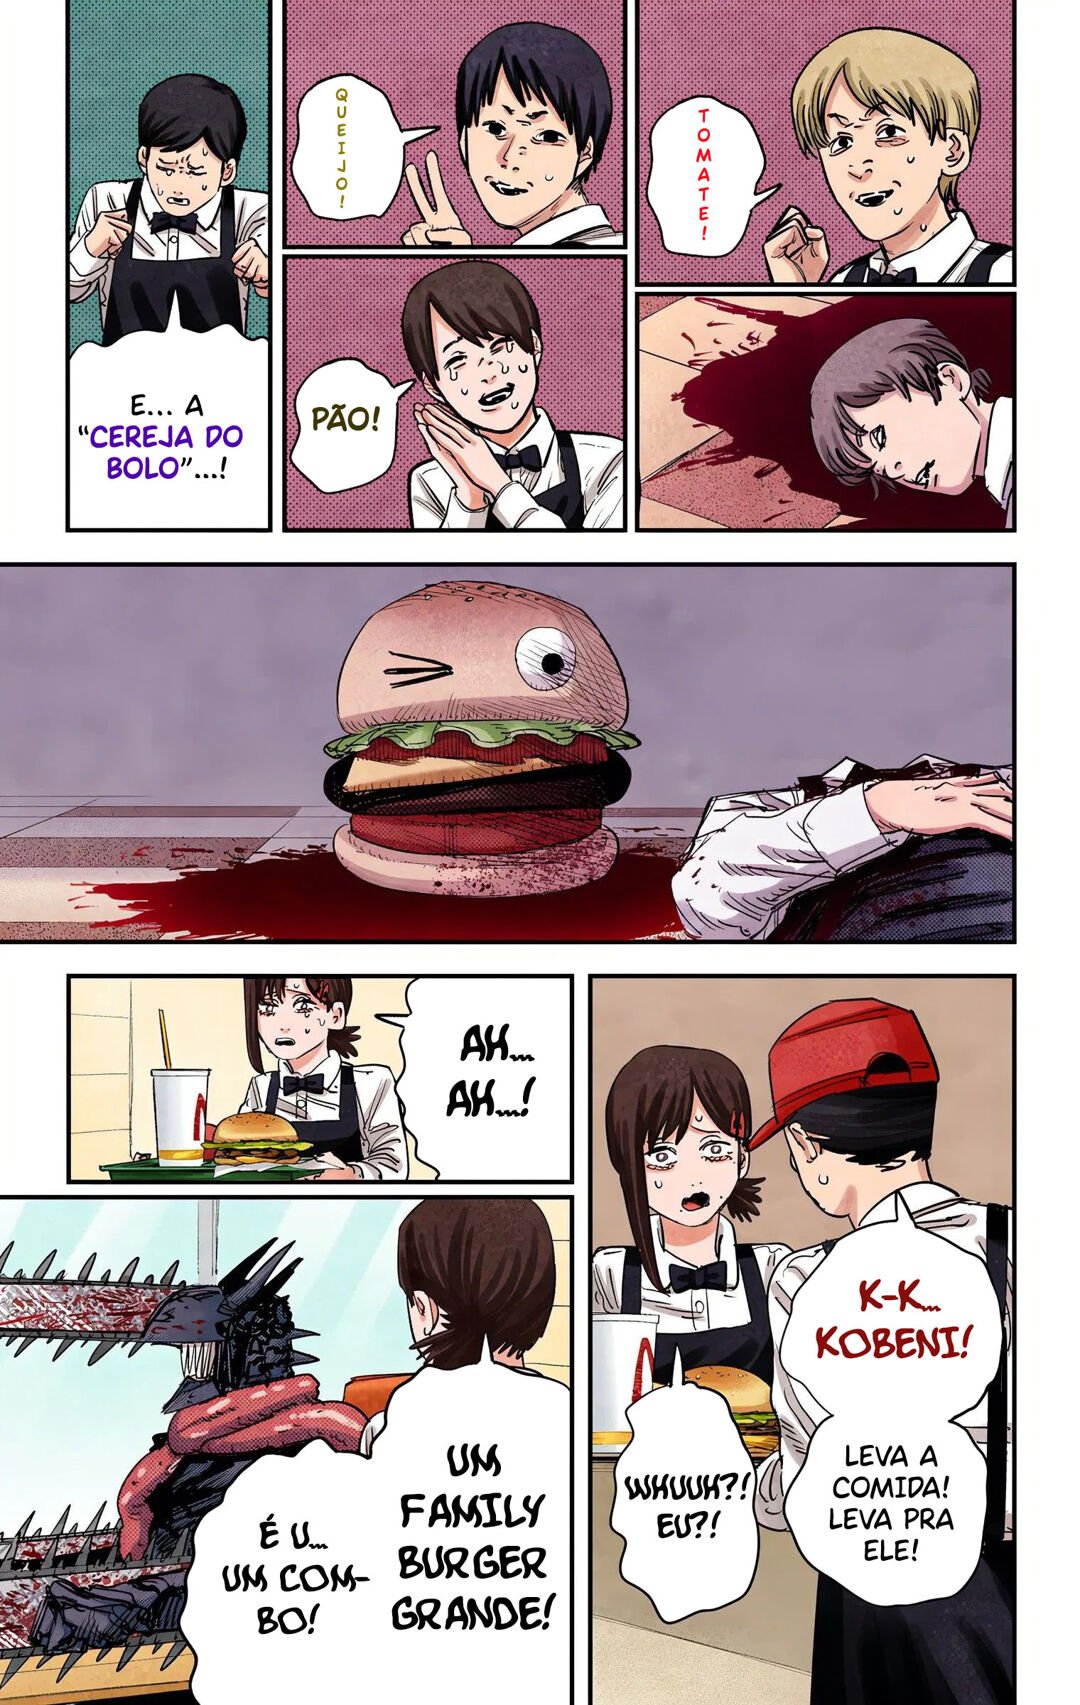 TOMATE!
QUEIJO!
PÃO!
E... A
"CEREJA DO
BOLO"...!
K-K...
KOBENI!
LEVA A
COMIDA!
LEVA PRA
ELE!
WHUUH?!
EU?!
AH...
AH...!
UM
FAMILY
BURGER
GRANDE!
É U...
UM COM-
BO!